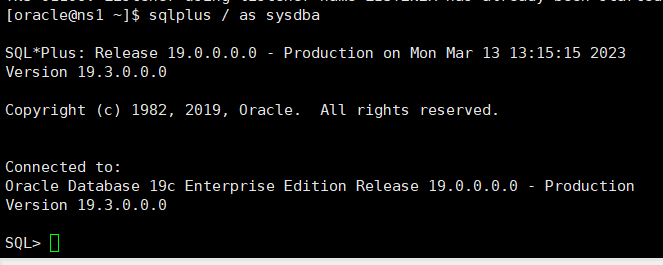 [oracle@ns1 ~]$ sqlplus / as sysdba
SQL*Plus: Release 19.0.0.0.0 - Production on Mon Mar 13 13:15:15 2023
Version 19.3.0.0.0
Copyright (c) 1982, 2019, Oracle.  All rights reserved.
Connected to:
Oracle Database 19c Enterprise Edition Release 19.0.0.0.0 - Production
Version 19.3.0.0.0
SQL>